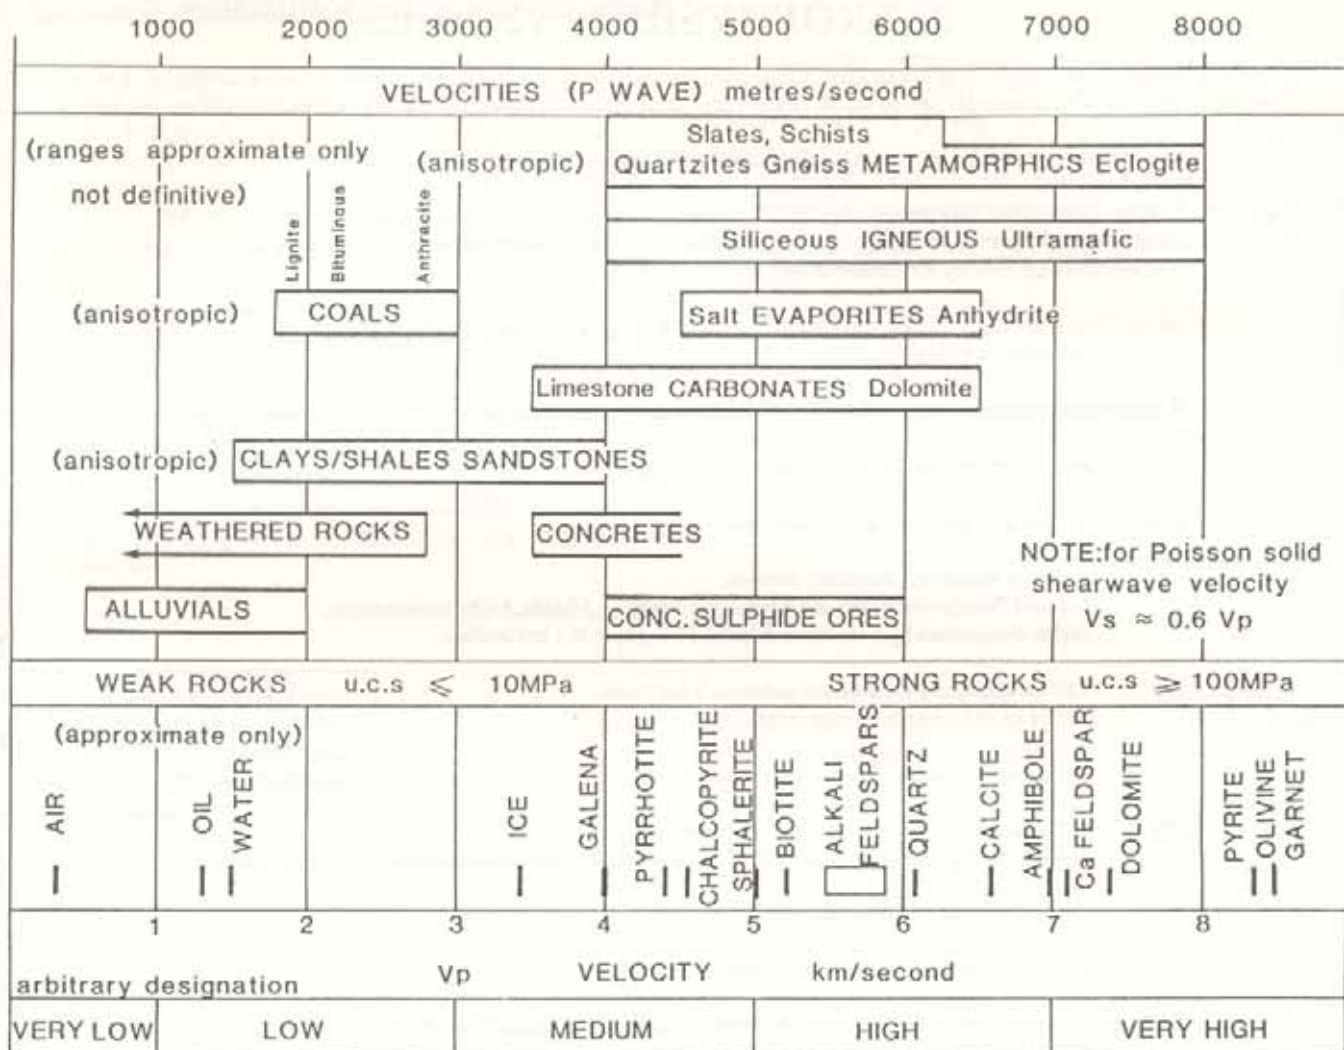 1000 2000 3000 4000 5000 6000 7000 8000
VELOCITIES (P WAVE) metres/second
(ranges approximate only
not definitive)
(anisotropic)
Slates, Schists
Quartzites Gneiss METAMORPHICS Eclogite
Siliceous IGNEOUS Ultramafic
Lignite
Bituminous
Anthracite
(anisotropic)
COALS
Salt EVAPORITES Anhydrite
Limestone CARBONATES Dolomite
(anisotropic)
CLAYS/SHALES SANDSTONES
WEATHERED ROCKS
CONCRETES
ALLUVIALS
CONC. SULPHIDE ORES
NOTE:for Poisson solid
shearwave velocity
Vs ≈ 0.6 Vp
WEAK ROCKS u.c.s ⩽ 10MPa
STRONG ROCKS u.c.s ⩾ 100MPa
(approximate only)
AIR
OIL
WATER
ICE
GALENA
PYRRHOTITE
CHALCOPYRITE
SPHALERITE
BIOTITE
ALKALI
FELDSPARS
QUARTZ
CALCITE
AMPHIBOLE
Ca FELDSPAR
DOLOMITE
PYRITE
OLIVINE
GARNET
1 2 3 4 5 6 7 8
Vp VELOCITY km/second
arbitrary designation
VERY LOW LOW MEDIUM HIGH VERY HIGH